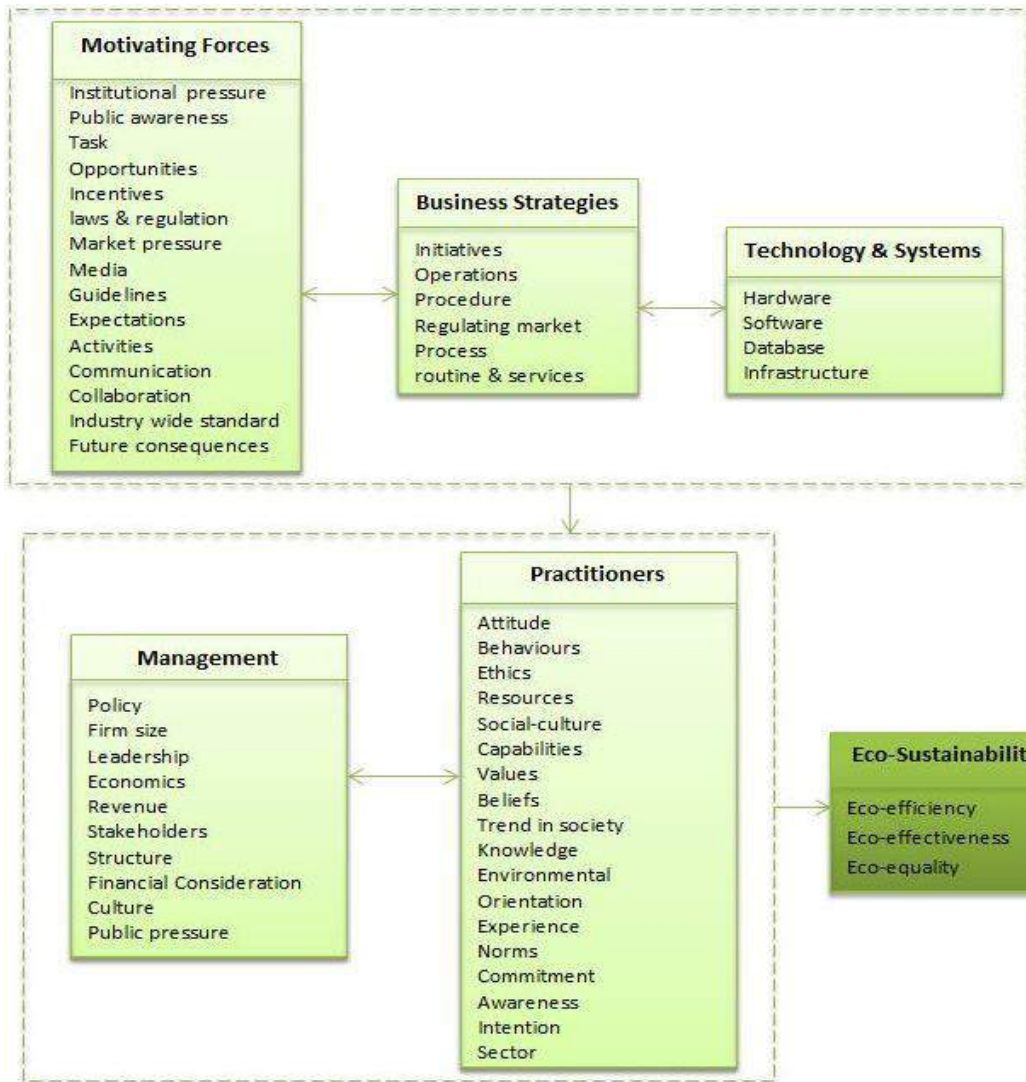 Motivating Forces
Institutional pressure
Public awareness
Task
Opportunities
Incentives
laws & regulation
Market pressure
Media
Guidelines
Expectations
Activities
Communication
Collaboration
Industry wide standard
Future consequences
Business Strategies
Initiatives
Operations
Procedure
Regulating market
Process
routine & services
Technology & Systems
Hardware
Software
Database
Infrastructure
Management
Policy
Firm size
Leadership
Economics
Revenue
Stakeholders
Structure
Financial Consideration
Culture
Public pressure
Practitioners
Attitude
Behaviours
Ethics
Resources
Social-culture
Capabilities
Values
Beliefs
Trend in society
Knowledge
Environmental
Orientation
Experience
Norms
Commitment
Awareness
Intention
Sector
Eco-Sustainabilit
Eco-efficiency
Eco-effectiveness
Eco-equality